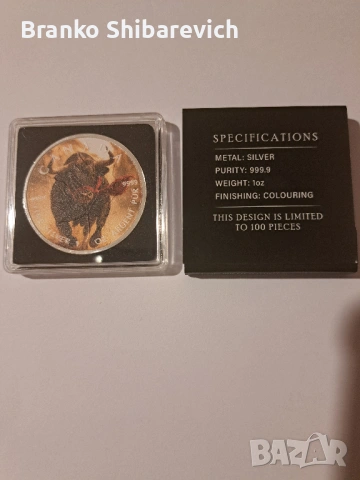 Branko Shibarevich
SPECIFICATIONS
METAL: SILVER
PURITY: 999.9
WEIGHT: 1oz
FINISHING: COLOURING
THIS DESIGN IS LIMITED
TO 100 PIECES
bazar